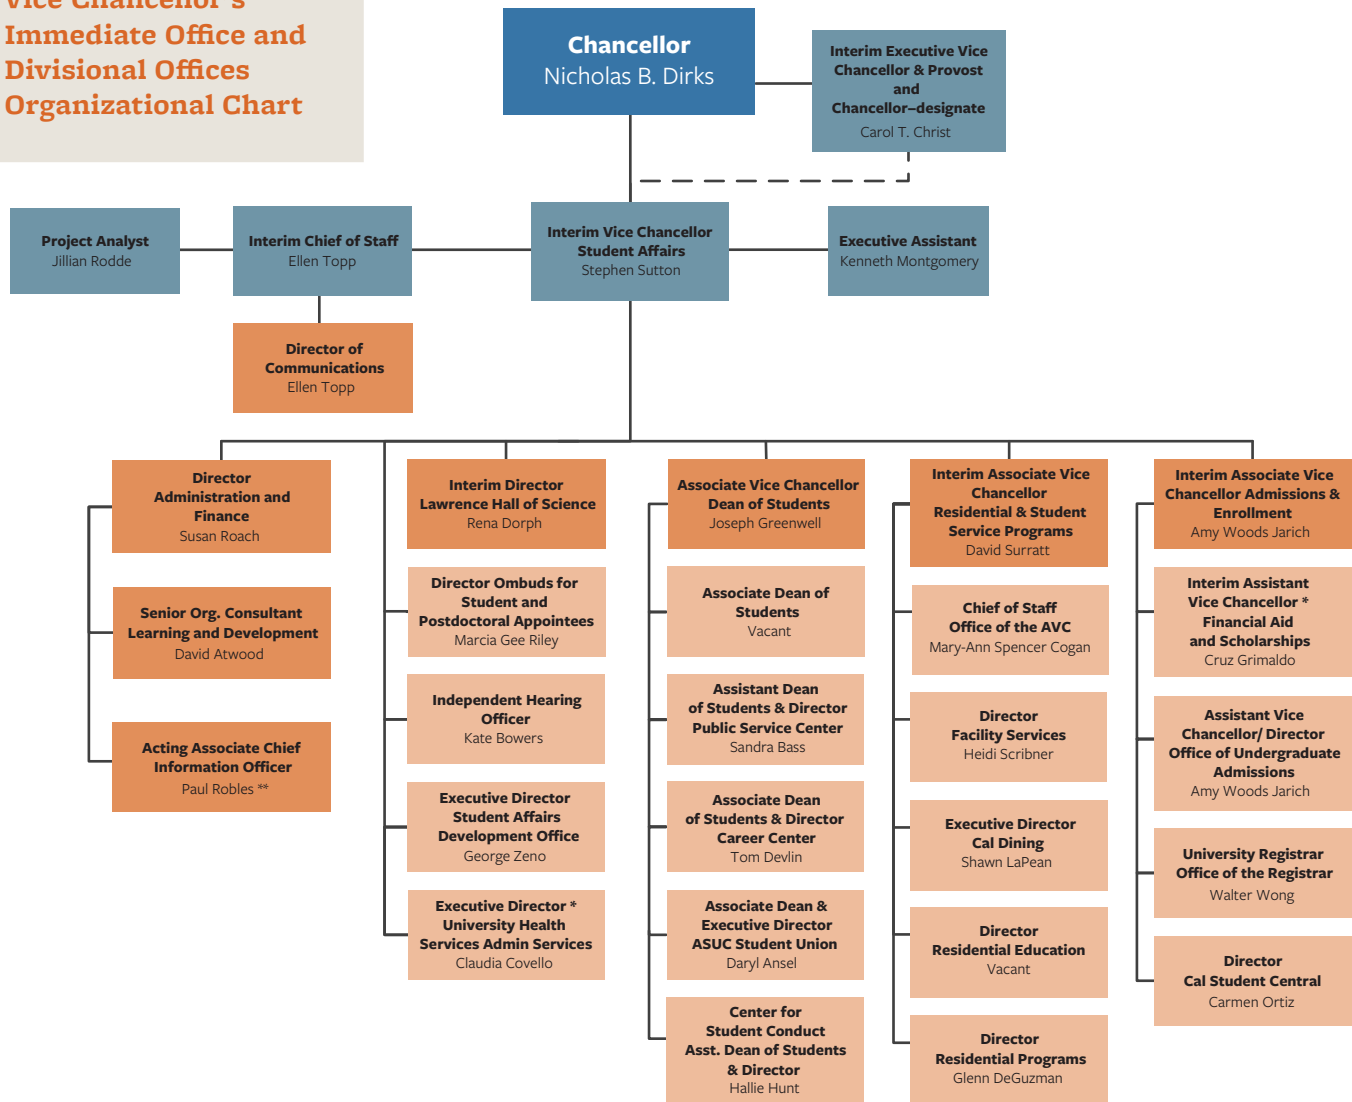 Vice Chancellor's
Immediate Office and
Divisional Offices
Organizational Chart
Chancellor
Nicholas B. Dirks
Interim Executive Vice
Chancellor & Provost
and
Chancellor–designate
Carol T. Christ
Project Analyst
Jillian Rodde
Interim Chief of Staff
Ellen Topp
Interim Vice Chancellor
Student Affairs
Stephen Sutton
Executive Assistant
Kenneth Montgomery
Director of
Communications
Ellen Topp
Director
Administration and
Finance
Susan Roach
Senior Org. Consultant
Learning and Development
David Atwood
Acting Associate Chief
Information Officer
Paul Robles **
Interim Director
Lawrence Hall of Science
Rena Dorph
Director Ombuds for
Student and
Postdoctoral Appointees
Marcia Gee Riley
Independent Hearing
Officer
Kate Bowers
Executive Director
Student Affairs
Development Office
George Zeno
Executive Director *
University Health
Services Admin Services
Claudia Covello
Associate Vice Chancellor
Dean of Students
Joseph Greenwell
Associate Dean of
Students
Vacant
Assistant Dean
of Students & Director
Public Service Center
Sandra Bass
Associate Dean
of Students & Director
Career Center
Tom Devlin
Associate Dean &
Executive Director
ASUC Student Union
Daryl Ansel
Center for
Student Conduct
Asst. Dean of Students
& Director
Hallie Hunt
Interim Associate Vice
Chancellor
Residential & Student
Service Programs
David Surratt
Chief of Staff
Office of the AVC
Mary-Ann Spencer Cogan
Director
Facility Services
Heidi Scribner
Executive Director
Cal Dining
Shawn LaPean
Director
Residential Education
Vacant
Director
Residential Programs
Glenn DeGuzman
Interim Associate Vice
Chancellor Admissions &
Enrollment
Amy Woods Jarich
Interim Assistant
Vice Chancellor *
Financial Aid
and Scholarships
Cruz Grimaldo
Assistant Vice
Chancellor/ Director
Office of Undergraduate
Admissions
Amy Woods Jarich
University Registrar
Office of the Registrar
Walter Wong
Director
Cal Student Central
Carmen Ortiz